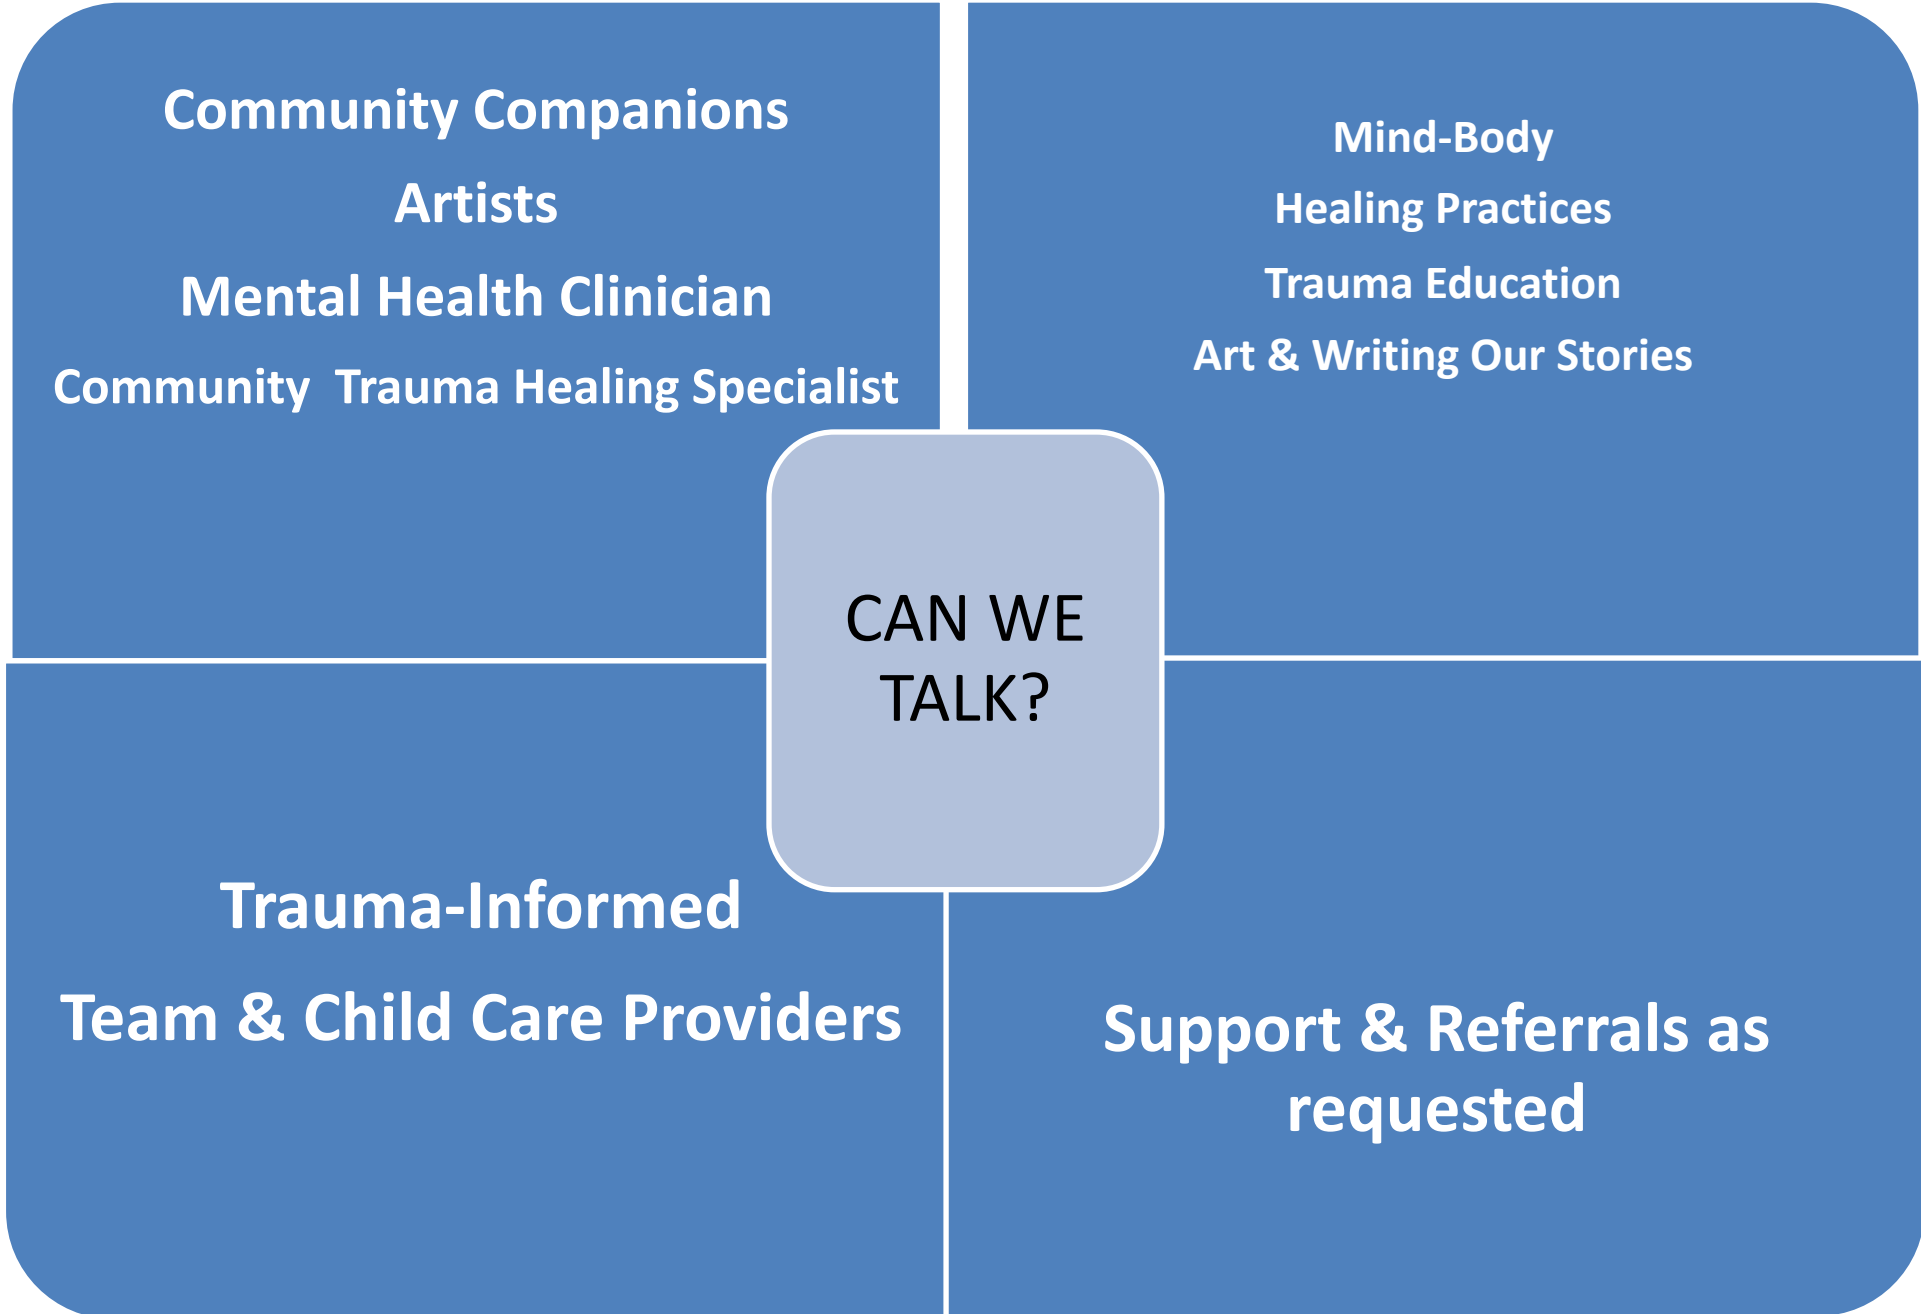 Community Companions
Artists
Mental Health Clinician
Community  Trauma Healing Specialist
Mind-Body
Healing Practices
Trauma Education
Art & Writing Our Stories
CAN WE
TALK?
Trauma-Informed
Team & Child Care Providers
Support & Referrals as
requested